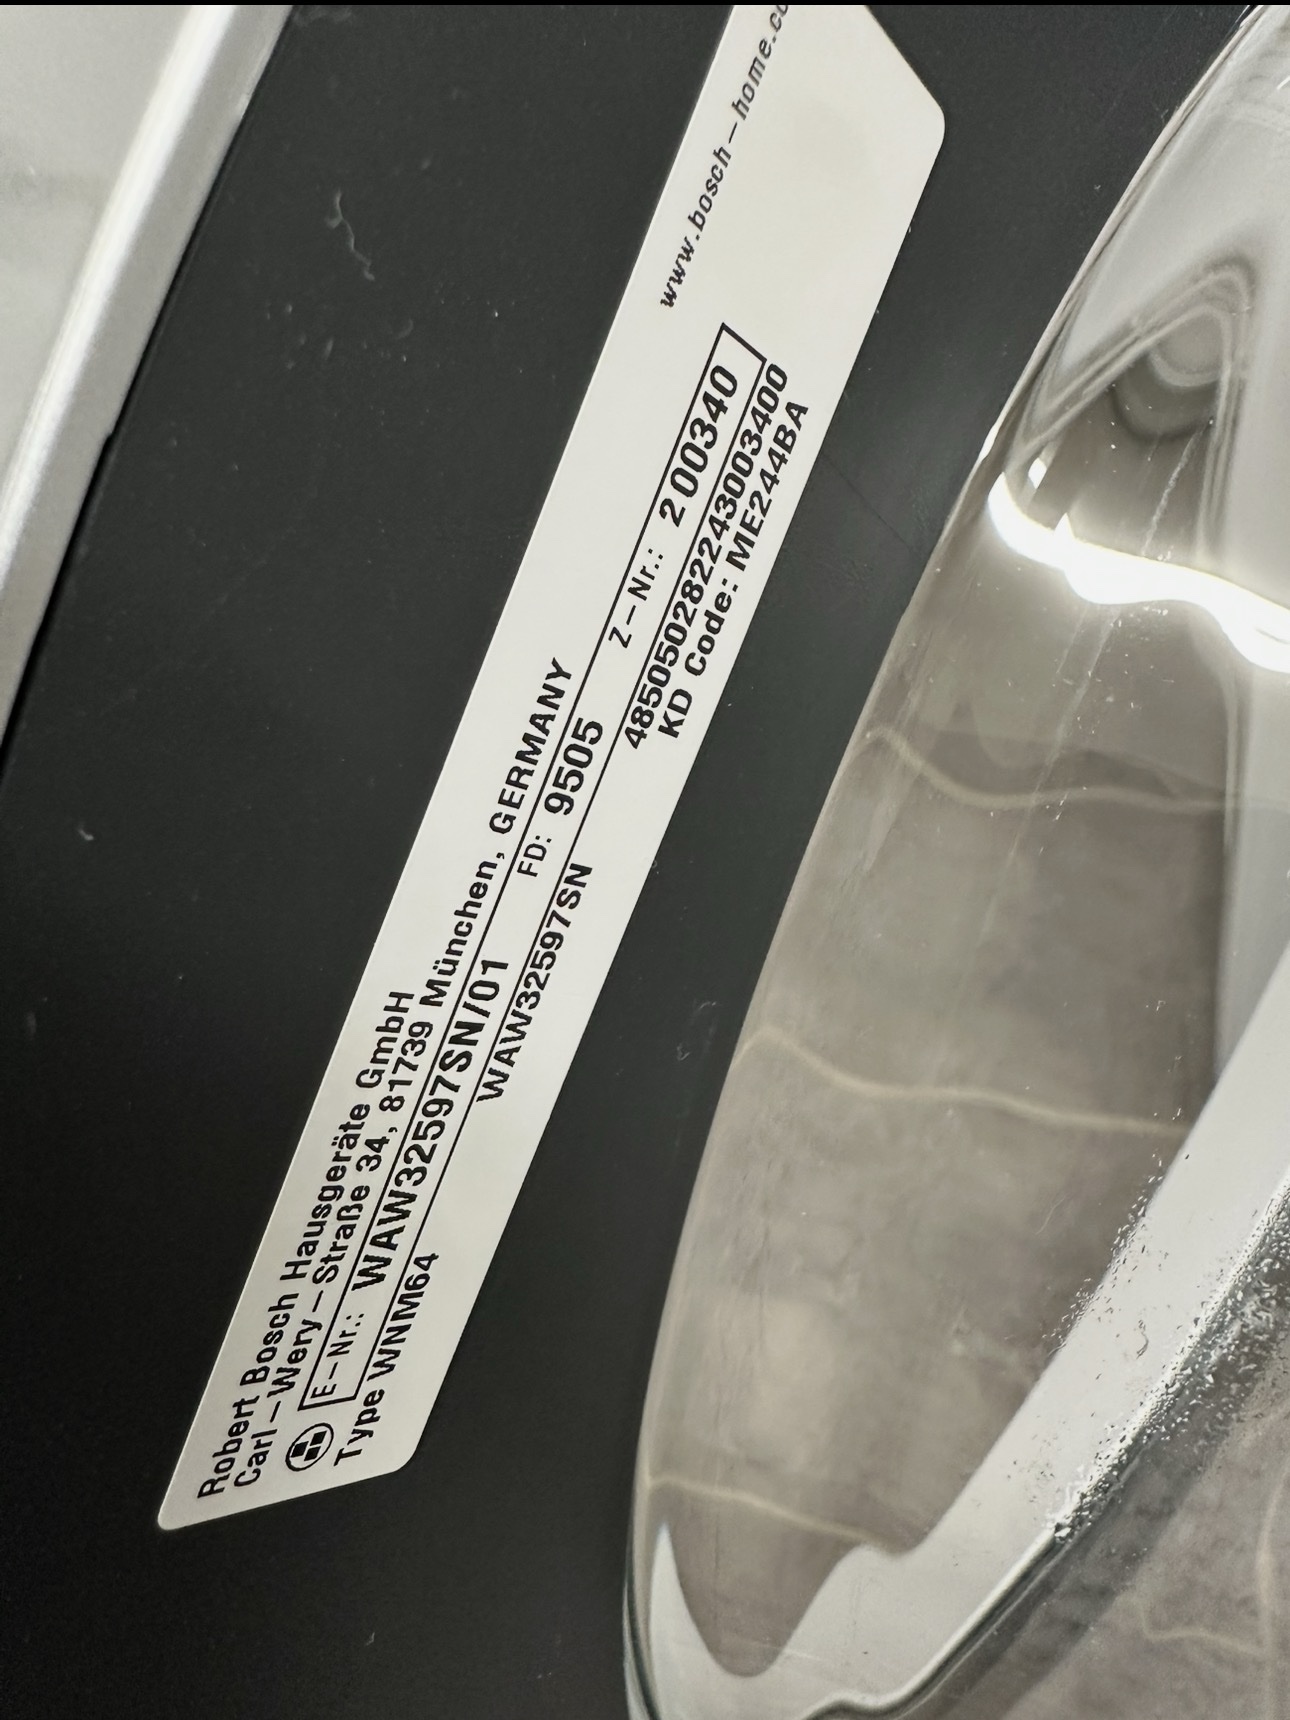 Robert Bosch Hausgeräte GmbH
Carl-Wery-Straße 34, 81739 München, GERMANY
E-Nr.: WAW32597SN/01 FD: 9505 Z-Nr.: 200340
Type WNM64 WAW32597SN 4850502822243003400
KD Code: ME244BA
www.bosch-home.co